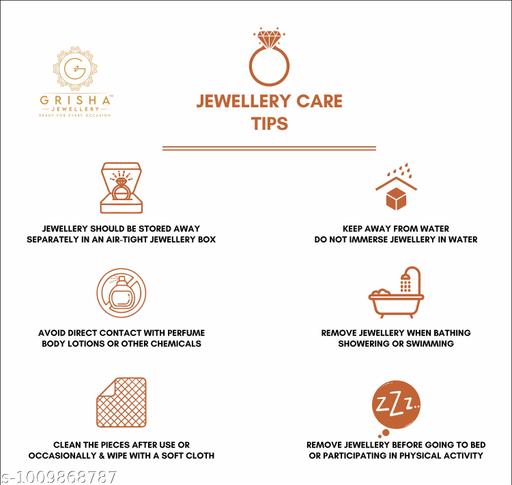 GRISHA
JEWELLERY
READY FOR EVERY OCCASION
JEWELLERY CARE
TIPS
JEWELLERY SHOULD BE STORED AWAY
SEPARATELY IN AN AIR-TIGHT JEWELLERY BOX
KEEP AWAY FROM WATER
DO NOT IMMERSE JEWELLERY IN WATER
AVOID DIRECT CONTACT WITH PERFUME
BODY LOTIONS OR OTHER CHEMICALS
REMOVE JEWELLERY WHEN BATHING
SHOWERING OR SWIMMING
zZz..
CLEAN THE PIECES AFTER USE OR
OCCASIONALLY & WIPE WITH A SOFT CLOTH
REMOVE JEWELLERY BEFORE GOING TO BED
OR PARTICIPATING IN PHYSICAL ACTIVITY
s-1009868787